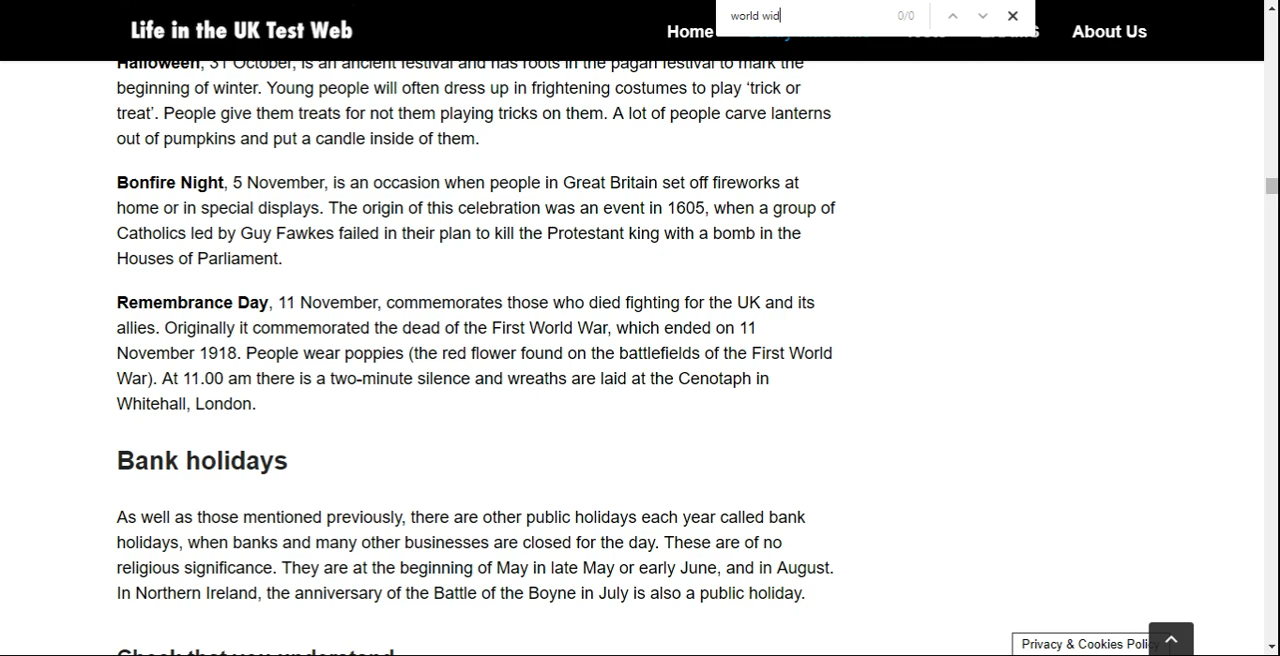 Life in the UK Test Web
world wid
0/0
Home
About Us
Halloween, 31 October, is an ancient festival and has roots in the pagan festival to mark the
beginning of winter. Young people will often dress up in frightening costumes to play ‘trick or
treat’. People give them treats for not them playing tricks on them. A lot of people carve lanterns
out of pumpkins and put a candle inside of them.
Bonfire Night, 5 November, is an occasion when people in Great Britain set off fireworks at
home or in special displays. The origin of this celebration was an event in 1605, when a group of
Catholics led by Guy Fawkes failed in their plan to kill the Protestant king with a bomb in the
Houses of Parliament.
Remembrance Day, 11 November, commemorates those who died fighting for the UK and its
allies. Originally it commemorated the dead of the First World War, which ended on 11
November 1918. People wear poppies (the red flower found on the battlefields of the First World
War). At 11.00 am there is a two-minute silence and wreaths are laid at the Cenotaph in
Whitehall, London.
Bank holidays
As well as those mentioned previously, there are other public holidays each year called bank
holidays, when banks and many other businesses are closed for the day. These are of no
religious significance. They are at the beginning of May in late May or early June, and in August.
In Northern Ireland, the anniversary of the Battle of the Boyne in July is also a public holiday.
Check that you understand
Privacy & Cookies Policy